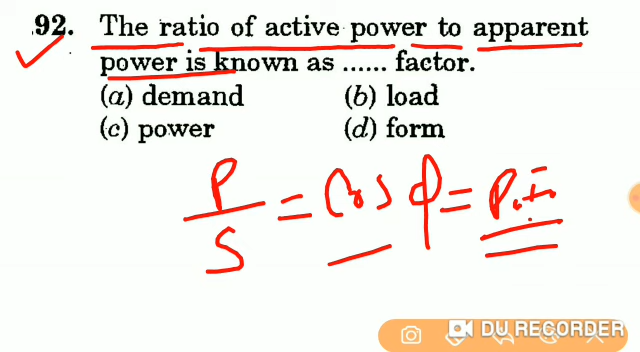 92. The ratio of active power to apparent
power is known as ...... factor.
(a) demand (b) load
(c) power (d) form
P/S = Cos φ = P.f.
DU RECORDER